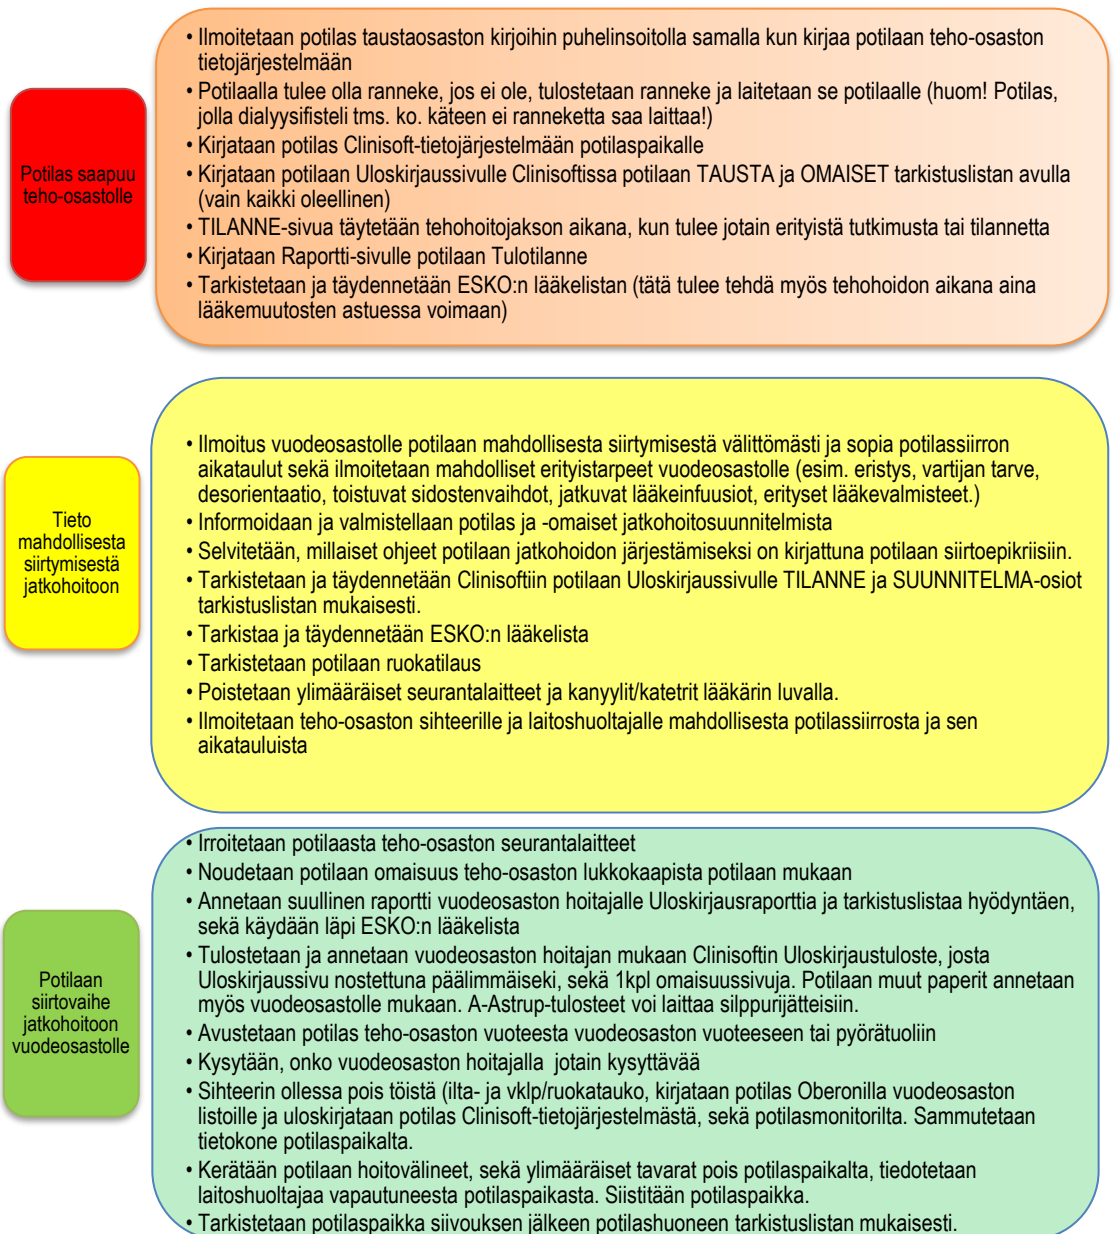 Potilas saapuu
teho-osastolle
• Ilmoitetaan potilas taustaosaston kirjoihin puhelinsoitolla samalla kun kirjaa potilaan teho-osaston
tietojärjestelmään
• Potilaalla tulee olla ranneke, jos ei ole, tulostetaan ranneke ja laitetaan se potilaalle (huom! Potilas,
jolla dialyysifisteli tms. ko. käteen ei ranneketta saa laittaa!)
• Kirjataan potilas Clinisoft-tietojärjestelmään potilaspaikalle
• Kirjataan potilaan Uloskirjaussivulle Clinisoftissa potilaan TAUSTA ja OMAISET tarkistuslistan avulla
(vain kaikki oleellinen)
• TILANNE-sivua täytetään tehohoitojakson aikana, kun tulee jotain erityistä tutkimusta tai tilannetta
• Kirjataan Raportti-sivulle potilaan Tulotilanne
• Tarkistetaan ja täydennetään ESKO:n lääkelistan (tätä tulee tehdä myös tehohoidon aikana aina
lääkemuutosten astuessa voimaan)
Tieto
mahdollisesta
siirtymisestä
jatkohoitoon
• Ilmoitus vuodeosastolle potilaan mahdollisesta siirtymisestä välittömästi ja sopia potilassiirron
aikataulut sekä ilmoitetaan mahdolliset erityistarpeet vuodeosastolle (esim. eristys, vartijan tarve,
desorientaatio, toistuvat sidostenvaihdot, jatkuvat lääkeinfuusiot, erityset lääkevalmisteet.)
• Informoidaan ja valmistellaan potilas ja -omaiset jatkohoitosuunnitelmista
• Selvitetään, millaiset ohjeet potilaan jatkohoidon järjestämiseksi on kirjattuna potilaan siirtoepikriisiin.
• Tarkistetaan ja täydennetään Clinisoftiin potilaan Uloskirjaussivulle TILANNE ja SUUNNITELMA-osiot
tarkistuslistan mukaisesti.
• Tarkistaa ja täydennetään ESKO:n lääkelista
• Tarkistetaan potilaan ruokatilaus
• Poistetaan ylimääräiset seurantalaitteet ja kanyylit/katetrit lääkärin luvalla.
• Ilmoitetaan teho-osaston sihteerille ja laitoshuoltajalle mahdollisesta potilassiirrosta ja sen
aikatauluista
Potilaan
siirtovaihe
jatkohoitoon
vuodeosastolle
• Irroitetaan potilaasta teho-osaston seurantalaitteet
• Noudetaan potilaan omaisuus teho-osaston lukkokaapista potilaan mukaan
• Annetaan suullinen raportti vuodeosaston hoitajalle Uloskirjausraporttia ja tarkistuslistaa hyödyntäen,
sekä käydään läpi ESKO:n lääkelista
• Tulostetaan ja annetaan vuodeosaston hoitajan mukaan Clinisoftin Uloskirjaustuloste, josta
Uloskirjaussivu nostettuna päälimmäiseki, sekä 1kpl omaisuussivuja. Potilaan muut paperit annetaan
myös vuodeosastolle mukaan. A-Astrup-tulosteet voi laittaa silppurijätteisiin.
• Avustetaan potilas teho-osaston vuoteesta vuodeosaston vuoteeseen tai pyörätuoliin
• Kysytään, onko vuodeosaston hoitajalla jotain kysyttävää
• Sihteerin ollessa pois töistä (ilta- ja vklp/ruokatauko, kirjataan potilas Oberonilla vuodeosaston
listoille ja uloskirjataan potilas Clinisoft-tietojärjestelmästä, sekä potilasmonitorilta. Sammutetaan
tietokone potilaspaikalta.
• Kerätään potilaan hoitovälineet, sekä ylimääräiset tavarat pois potilaspaikalta, tiedotetaan
laitoshuoltajaa vapautuneesta potilaspaikasta. Siistitään potilaspaikka.
• Tarkistetaan potilaspaikka siivouksen jälkeen potilashuoneen tarkistuslistan mukaisesti.